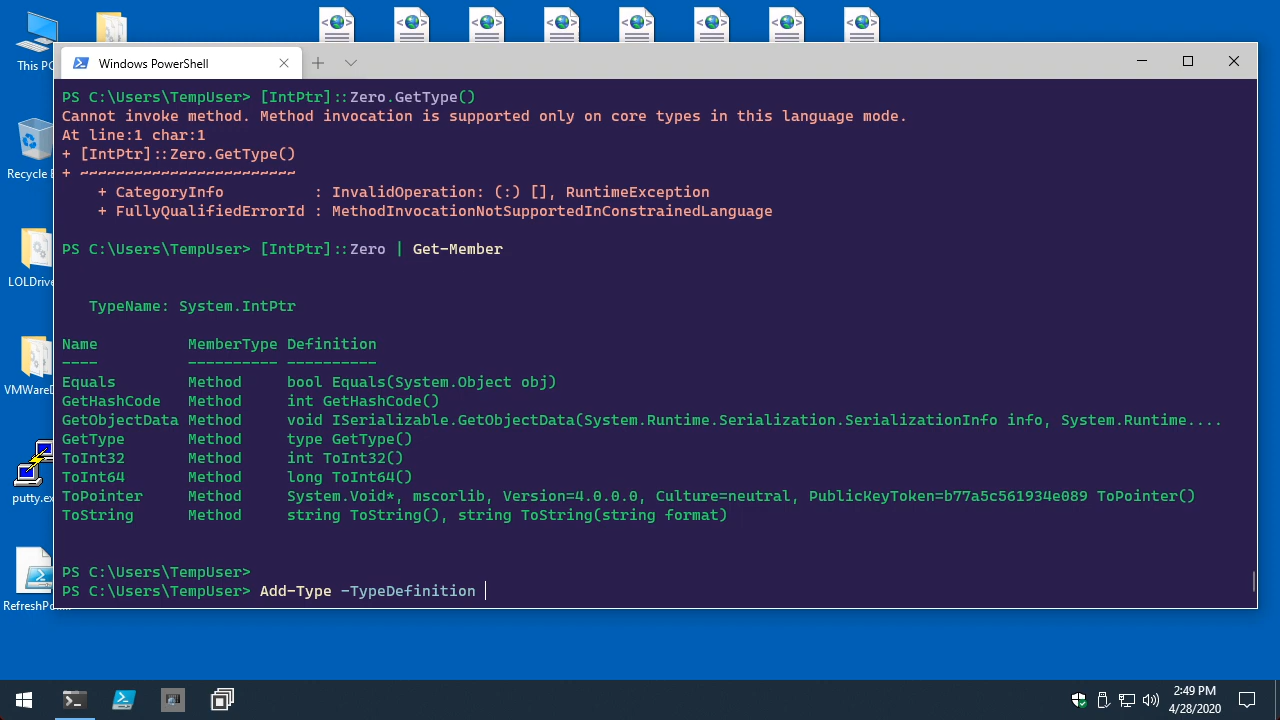 This PC
Windows PowerShell
PS C:\Users\TempUser> [IntPtr]::Zero.GetType()
Cannot invoke method. Method invocation is supported only on core types in this language mode.
At line:1 char:1
+ [IntPtr]::Zero.GetType()
+ ~~~~~~~~~~~~~~~~~~~~~~~~
    + CategoryInfo          : InvalidOperation: (:) [], RuntimeException
    + FullyQualifiedErrorId : MethodInvocationNotSupportedInConstrainedLanguage
PS C:\Users\TempUser> [IntPtr]::Zero | Get-Member
   TypeName: System.IntPtr
Name          MemberType Definition
----          ---------- ----------
Equals        Method     bool Equals(System.Object obj)
GetHashCode   Method     int GetHashCode()
GetObjectData Method     void ISerializable.GetObjectData(System.Runtime.Serialization.SerializationInfo info, System.Runtime....
GetType       Method     type GetType()
ToInt32       Method     int ToInt32()
ToInt64       Method     long ToInt64()
ToPointer     Method     System.Void*, mscorlib, Version=4.0.0.0, Culture=neutral, PublicKeyToken=b77a5c561934e089 ToPointer()
ToString      Method     string ToString(), string ToString(string format)
PS C:\Users\TempUser>
PS C:\Users\TempUser> Add-Type -TypeDefinition
Recycle
LOLDrive
VMWareD
putty.ex
RefreshPo...
2:49 PM
4/28/2020